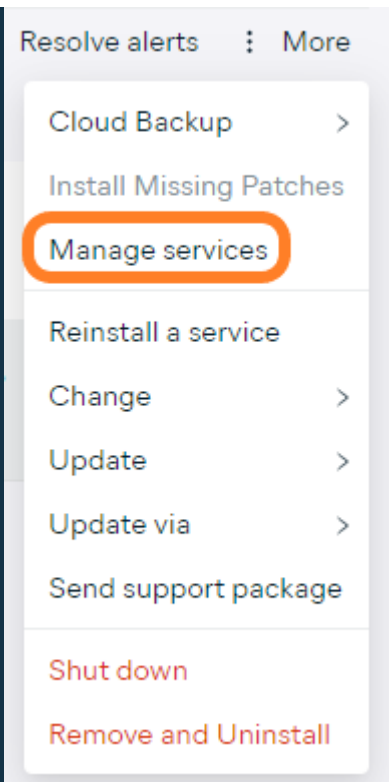 Resolve alerts ⋮ More
Cloud Backup >
Install Missing Patches
Manage services
Reinstall a service
Change >
Update >
Update via >
Send support package
Shut down
Remove and Uninstall